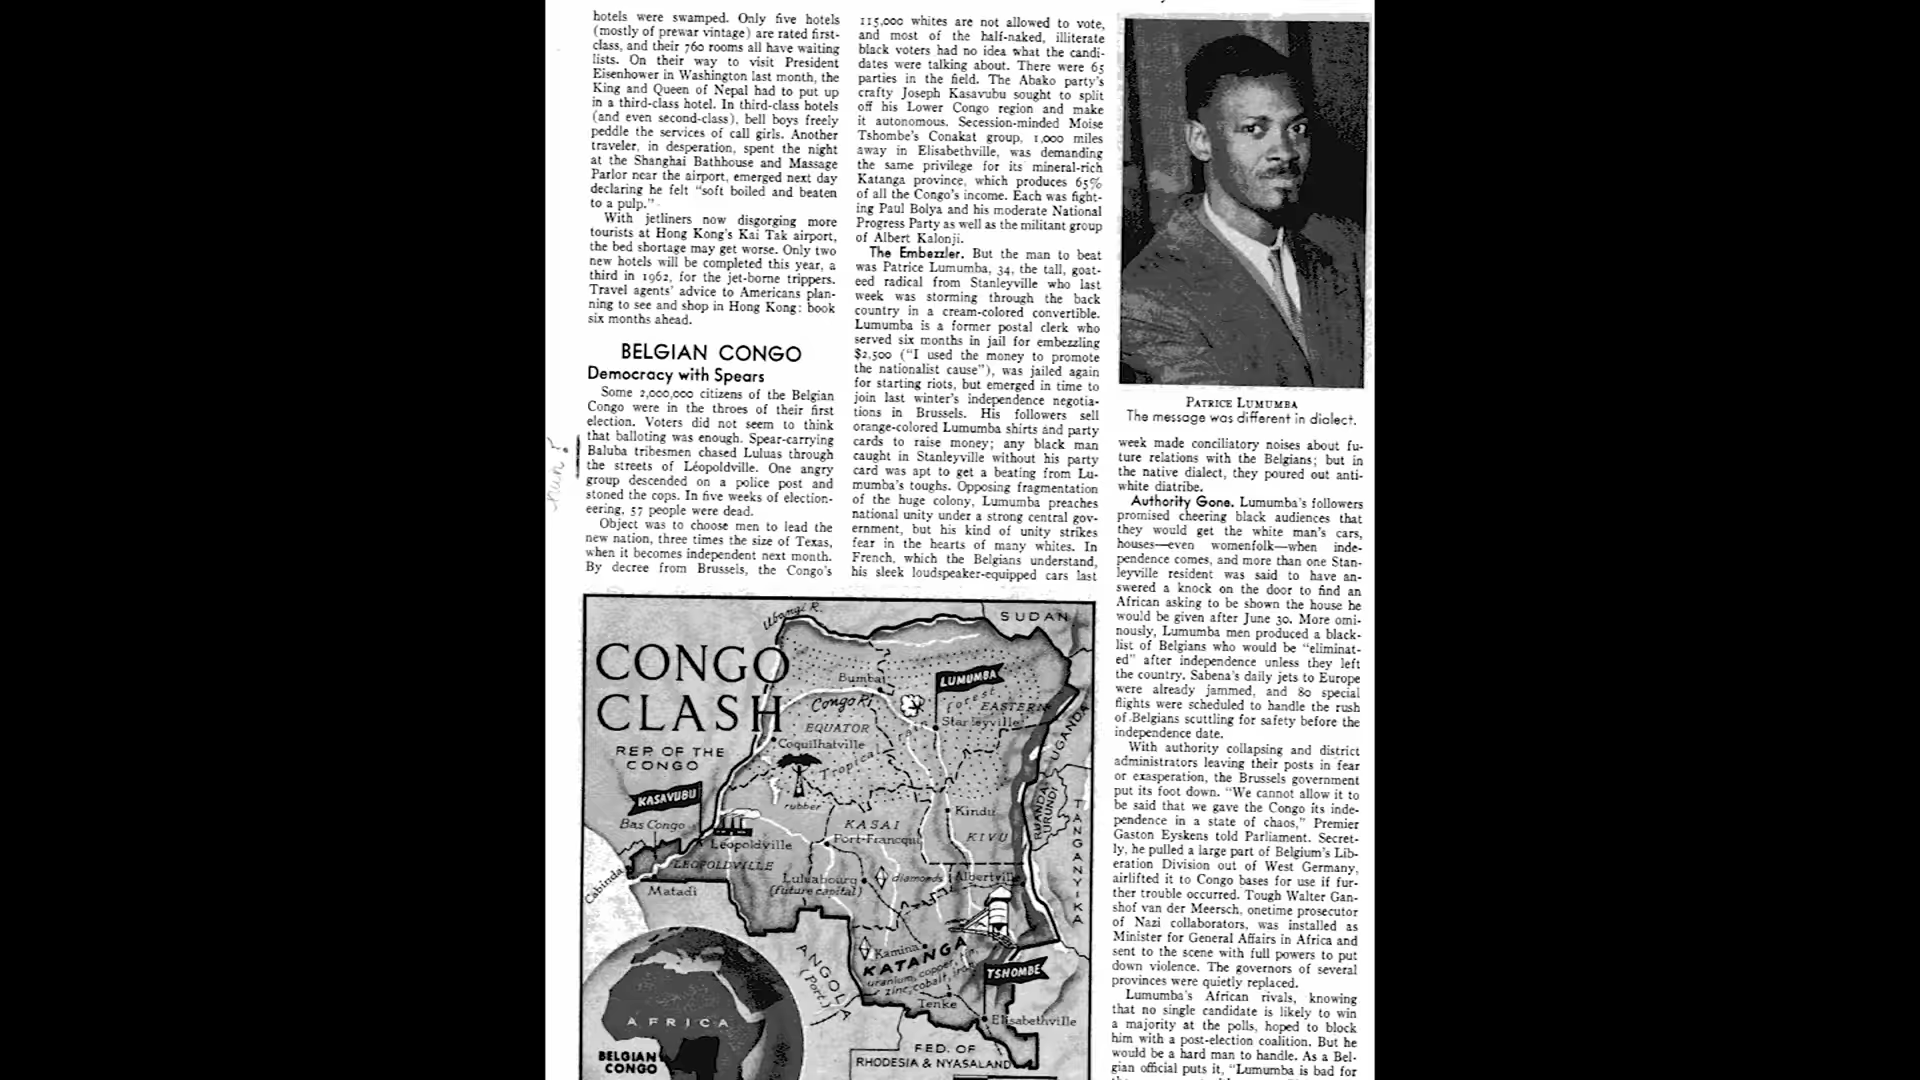 hotels were swamped. Only five hotels
(mostly of prewar vintage) are rated first-
class, and their 760 rooms all have waiting
lists. On their way to visit President
Eisenhower in Washington last month, the
King and Queen of Nepal had to put up
in a third-class hotel. In third-class hotels
(and even second-class), bell boys freely
peddle the services of call girls. Another
traveler, in desperation, spent the night
at the Shanghai Bathhouse and Massage
Parlor near the airport, emerged next day
declaring he felt "soft boiled and beaten
to a pulp."
With jetliners now disgorging more
tourists at Hong Kong's Kai Tak airport,
the bed shortage may get worse. Only two
new hotels will be completed this year, a
third in 1962, for the jet-borne trippers.
Travel agents' advice to Americans plan-
ning to see and shop in Hong Kong: book
six months ahead.
BELGIAN CONGO
Democracy with Spears
Some 2,000,000 citizens of the Belgian
Congo were in the throes of their first
election. Voters did not seem to think
that balloting was enough. Spear-carrying
Baluba tribesmen chased Luluas through
the streets of Léopoldville. One angry
group descended on a police post and
stoned the cops. In five weeks of election-
eering, 57 people were dead.
Object was to choose men to lead the
new nation, three times the size of Texas,
when it becomes independent next month.
By decree from Brussels, the Congo's
115,000 whites are not allowed to vote,
and most of the half-naked, illiterate
black voters had no idea what the candi-
dates were talking about. There were 65
parties in the field. The Abako party's
crafty Joseph Kasavubu sought to split
off his Lower Congo region and make
it autonomous. Secession-minded Moise
Tshombe's Conakat group, 1,000 miles
away in Elisabethville, was demanding
the same privilege for its mineral-rich
Katanga province, which produces 65%
of all the Congo's income. Each was fight-
ing Paul Bolya and his moderate National
Progress Party as well as the militant group
of Albert Kalonji.
The Embezzler. But the man to beat
was Patrice Lumumba, 34, the tall, goat-
eed radical from Stanleyville who last
week was storming through the back
country in a cream-colored convertible.
Lumumba is a former postal clerk who
served six months in jail for embezzling
$2,500 ("I used the money to promote
the nationalist cause"), was jailed again
for starting riots, but emerged in time to
join last winter's independence negotia-
tions in Brussels. His followers sell
orange-colored Lumumba shirts and party
cards to raise money; any black man
caught in Stanleyville without his party
card was apt to get a beating from Lu-
mumba's toughs. Opposing fragmentation
of the huge colony, Lumumba preaches
national unity under a strong central gov-
ernment, but his kind of unity strikes
fear in the hearts of many whites. In
French, which the Belgians understand,
his sleek loudspeaker-equipped cars last
PATRICE LUMUMBA
The message was different in dialect.
week made conciliatory noises about fu-
ture relations with the Belgians; but in
the native dialect, they poured out anti-
white diatribe.
Authority Gone. Lumumba's followers
promised cheering black audiences that
they would get the white man's cars,
houses—even womenfolk—when inde-
pendence comes, and more than one Stan-
leyville resident was said to have an-
swered a knock on the door to find an
African asking to be shown the house he
would be given after June 30. More omi-
nously, Lumumba men produced a black-
list of Belgians who would be "eliminat-
ed" after independence unless they left
the country. Sabena's daily jets to Europe
were already jammed, and 80 special
flights were scheduled to handle the rush
of Belgians scuttling for safety before the
independence date.
With authority collapsing and district
administrators leaving their posts in fear
or exasperation, the Brussels government
put its foot down. "We cannot allow it to
be said that we gave the Congo its inde-
pendence in a state of chaos," Premier
Gaston Eyskens told Parliament. Secret-
ly, he pulled a large part of Belgium's Lib-
eration Division out of West Germany,
airlifted it to Congo bases for use if fur-
ther trouble occurred. Tough Walter Gan-
shof van der Meersch, onetime prosecutor
of Nazi collaborators, was installed as
Minister for General Affairs in Africa and
sent to the scene with full powers to put
down violence. The governors of several
provinces were quietly replaced.
Lumumba's African rivals, knowing
that no single candidate is likely to win
a majority at the polls, hoped to block
him with a post-election coalition. But he
would be a hard man to handle. As a Bel-
gian official puts it, "Lumumba is bad for
CONGO
CLASH
Ubangi R.
SUDAN
Bumba
LUMUMBA
Congo R.
forest
EASTERN
Stanleyville
rain
EQUATOR
REP. OF THE
CONGO
Coquilhatville
Tropical
UGANDA
KASAVUBU
rubber
Kindu
RUANDA
URUNDI
Bas Congo
KASAI
KIVU
TANGANYIKA
Léopoldville
Port-Francqui
LEOPOLDVILLE
Cabinda
Matadi
Luluabourg
(future capital)
diamonds
Albertville
ANGOLA
(Port.)
Kamina
KATANGA
uranium, copper, tin,
zinc, cobalt, iron
TSHOMBE
Tenke
Elisabethville
AFRICA
BELGIAN
CONGO
FED. OF
RHODESIA & NYASALAND